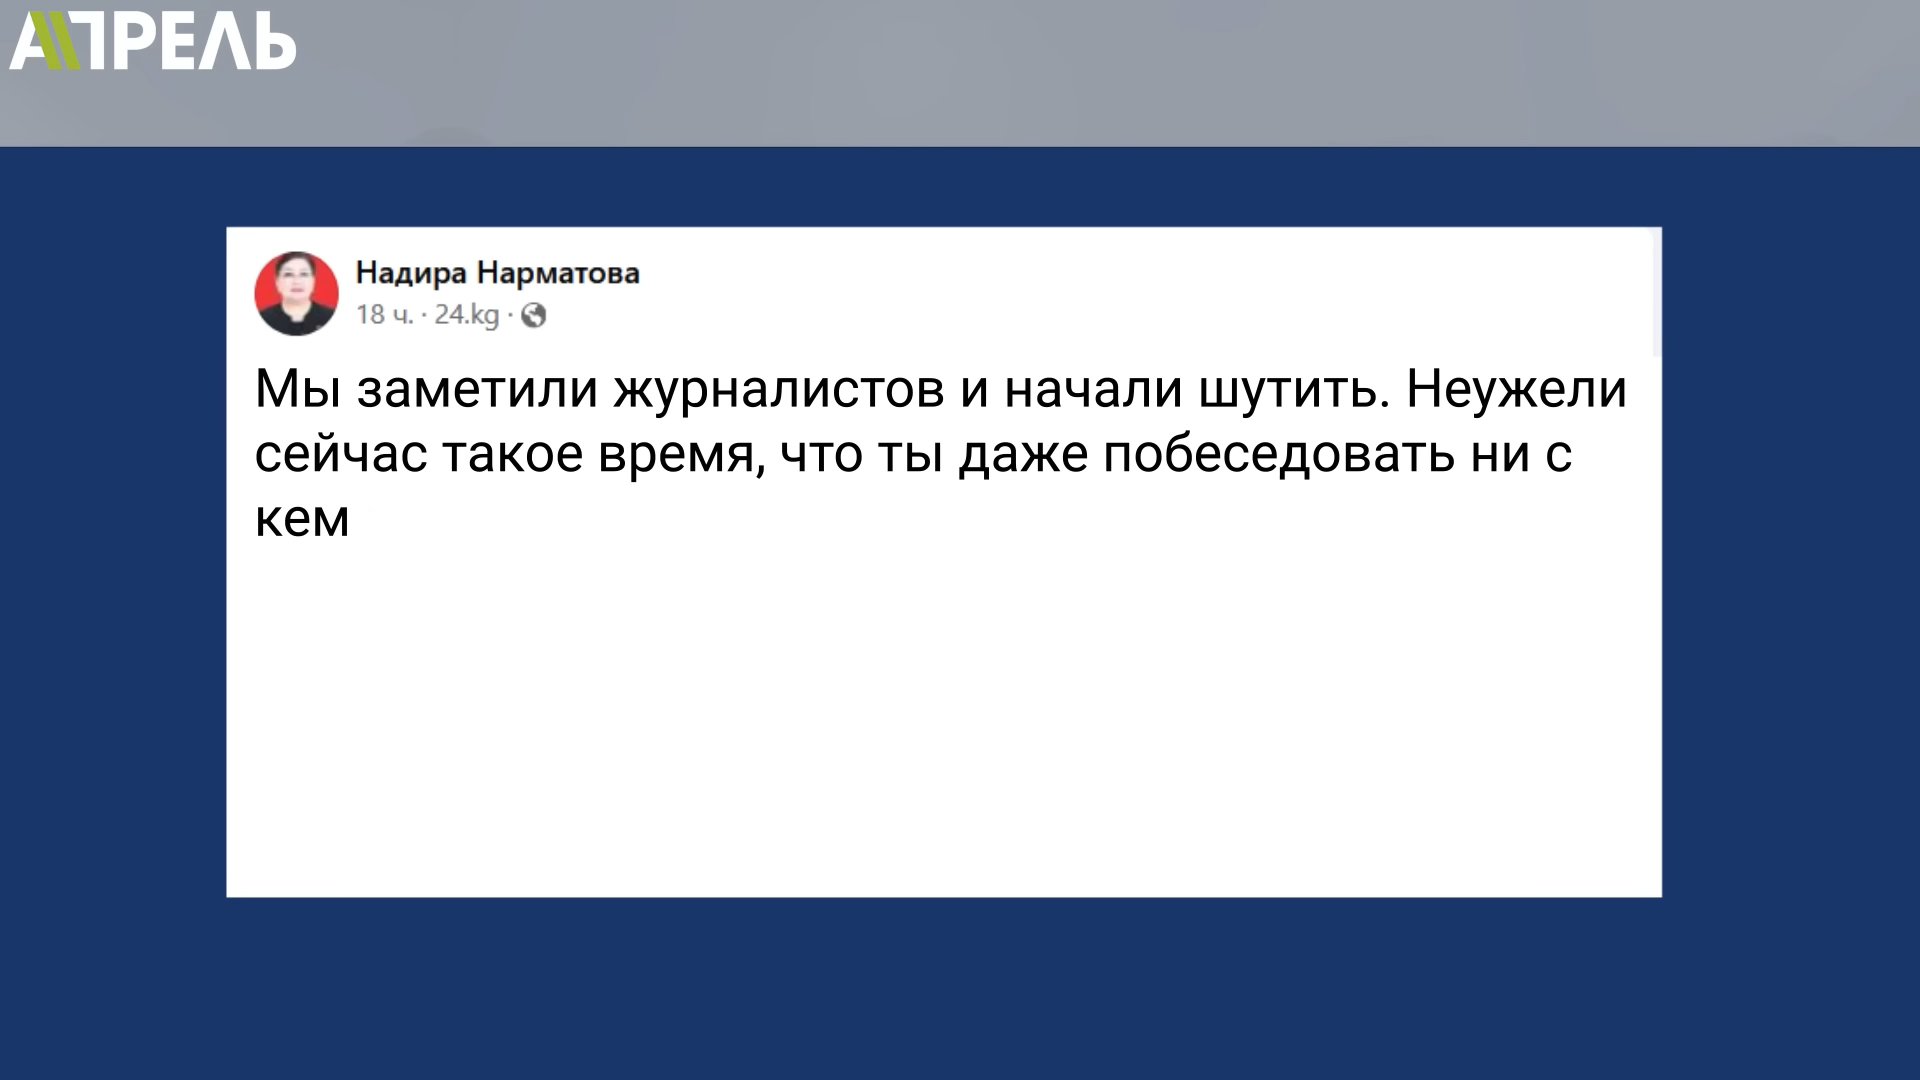 АПРЕЛЬ
Надира Нарматова
18 ч. · 24.kg ·
Мы заметили журналистов и начали шутить. Неужели
сейчас такое время, что ты даже побеседовать ни с
кем